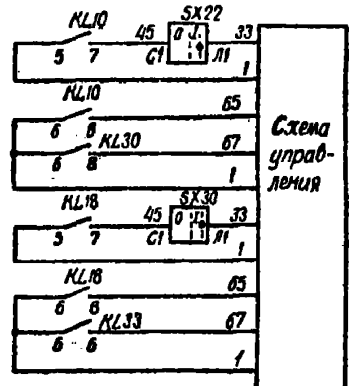 KL10 SX22
45 0 1 33
5 7 C1 Л1
1
KL10 65
6 8 KL30 67
6 8
1
Схема
управ-
ления
KL18 SX30
45 0 1 33
5 7 C1 Л1
1
KL18 65
6 8 KL33 67
6 6
1